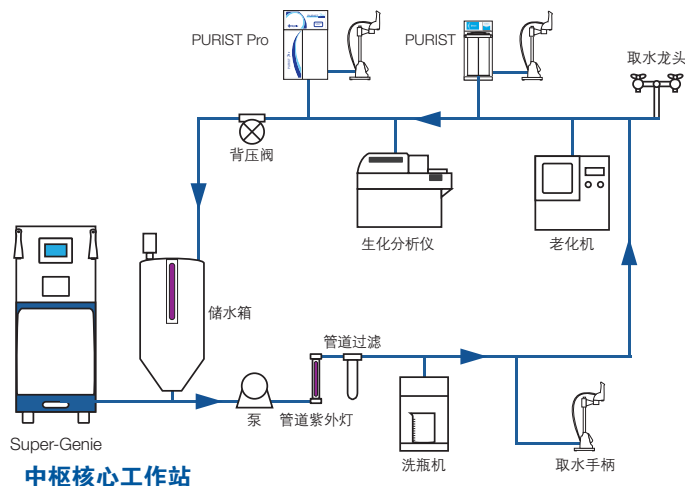 PURIST Pro
PURIST
取水龙头
背压阀
生化分析仪
老化机
储水箱
管道过滤
泵
管道紫外灯
洗瓶机
取水手柄
Super-Genie
中枢核心工作站